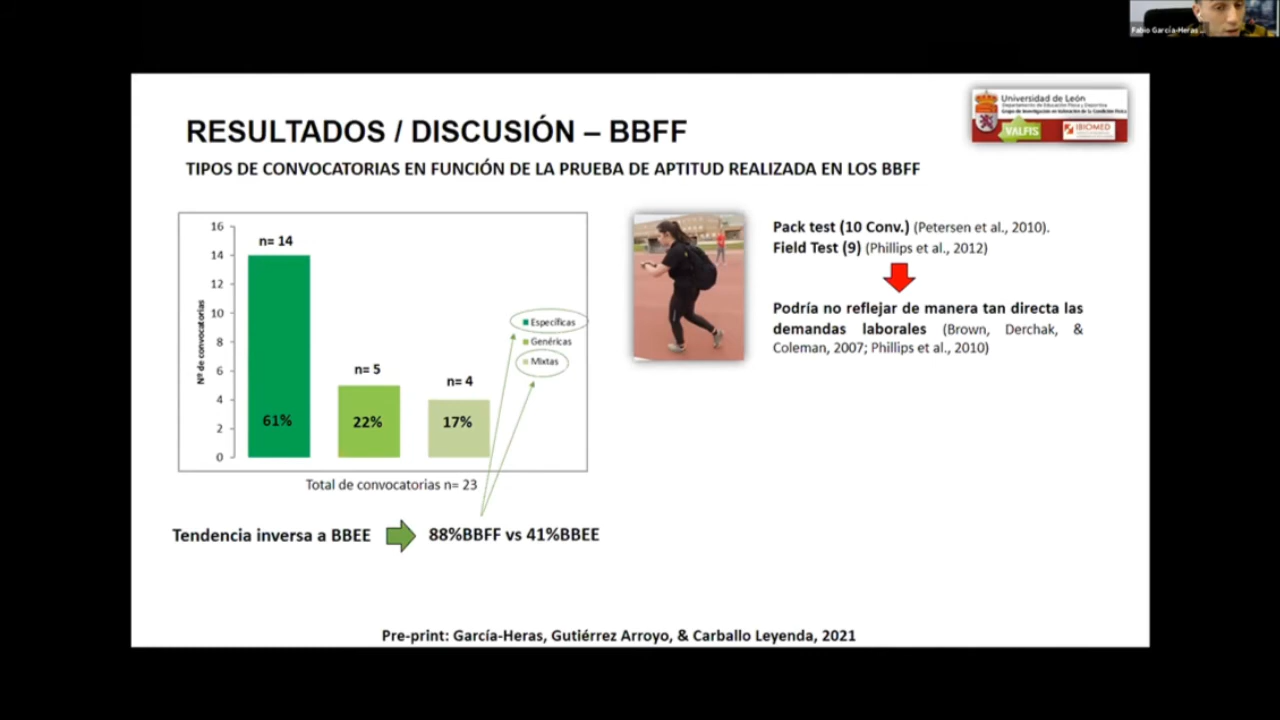 Fabio García-Heras ...
Universidad de León
Departamento de Educación Física y Deportiva
Grupo de Investigación en Valoración de la Condición Física
VALFIS
IBIOMED
RESULTADOS / DISCUSIÓN – BBFF
TIPOS DE CONVOCATORIAS EN FUNCIÓN DE LA PRUEBA DE APTITUD REALIZADA EN LOS BBFF
Nº de convocatorias
16
14
12
10
8
6
4
2
0
n= 14
n= 5
n= 4
61%
22%
17%
Específicas
Genéricas
Mixtas
Total de convocatorias n= 23
Tendencia inversa a BBEE
88%BBFF vs 41%BBEE
Pack test (10 Conv.) (Petersen et al., 2010).
Field Test (9) (Phillips et al., 2012)
Podría no reflejar de manera tan directa las
demandas laborales (Brown, Derchak, &
Coleman, 2007; Phillips et al., 2010)
Pre-print: García-Heras, Gutiérrez Arroyo, & Carballo Leyenda, 2021